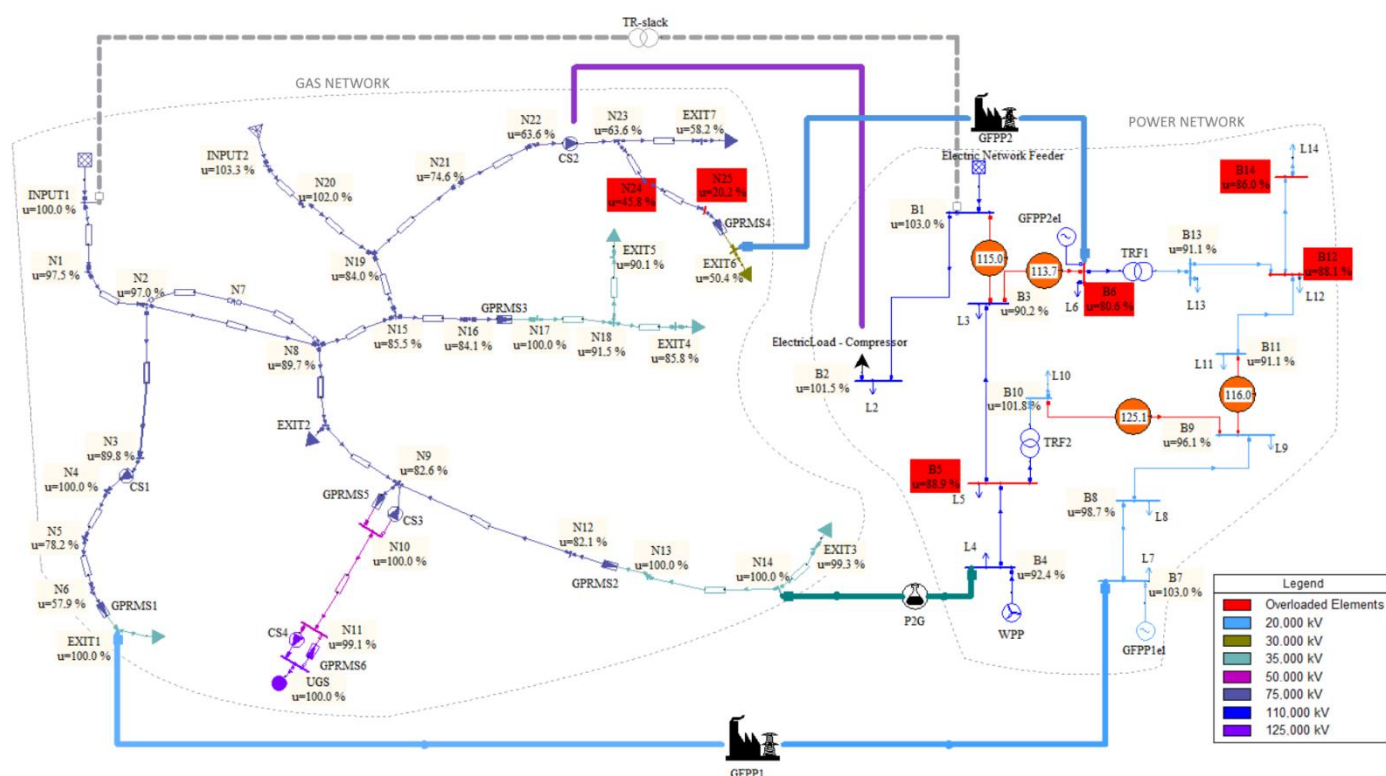 TR-slack
GAS NETWORK
POWER NETWORK
N22
u=63.6 %
N23
u=63.6 %
EXIT7
u=58.2 %
CS2
GFPP2
Electric Network Feeder
L14
B14
u=86.0 %
INPUT2
u=103.3 %
N21
u=74.6 %
N20
u=102.0 %
INPUT1
u=100.0 %
N24
u=45.8 %
N25
u=20.2 %
GPRMS4
EXIT6
u=50.4 %
B1
u=103.0 %
GFPP2el
TRF1
B13
u=91.1 %
L13
B12
u=88.1 %
L12
115.0
113.7
B6
u=80.6 %
L6
B3
u=90.2 %
L3
N1
u=97.5 %
N2
u=97.0 %
N7
N19
u=84.0 %
EXIT5
u=90.1 %
N8
u=89.7 %
N15
u=85.5 %
N16
u=84.1 %
GPRMS3
N17
u=100.0 %
N18
u=91.5 %
EXIT4
u=85.8 %
ElectricLoad - Compressor
B2
u=101.5 %
L2
B11
u=91.1 %
L11
116.0
L10
B10
u=101.8 %
125.1
B9
u=96.1 %
L9
TRF2
N3
u=89.8 %
N4
u=100.0 %
CS1
EXIT2
N9
u=82.6 %
GPRMS5
CS3
N10
u=100.0 %
N5
u=78.2 %
N6
u=57.9 %
GPRMS1
EXIT1
u=100.0 %
N12
u=82.1 %
GPRMS2
N13
u=100.0 %
N14
u=100.0 %
EXIT3
u=99.3 %
B5
u=88.9 %
L5
B8
u=98.7 %
L8
L4
B4
u=92.4 %
L7
B7
u=103.0 %
P2G
WPP
GFPP1el
CS4
N11
u=99.1 %
GPRMS6
UGS
u=100.0 %
GFPP1
Legend
Overloaded Elements
20.000 kV
30.000 kV
35.000 kV
50.000 kV
75.000 kV
110.000 kV
125.000 kV